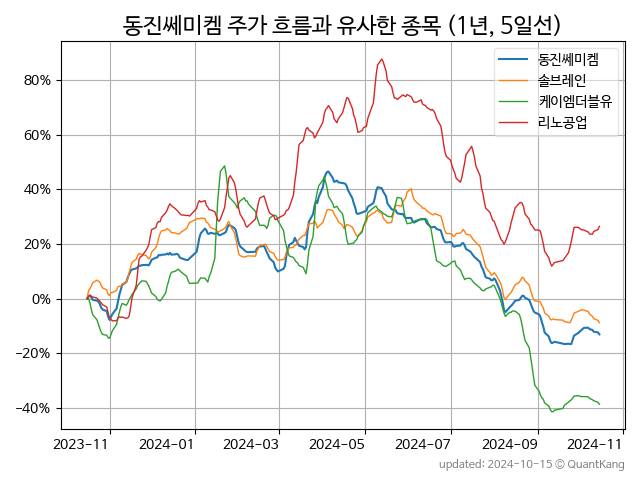 동진쎄미켐 주가 흐름과 유사한 종목 (1년, 5일선)
동진쎄미켐
솔브레인
케이엠더블유
리노공업
80%
60%
40%
20%
0%
−20%
−40%
2023-11 2024-01 2024-03 2024-05 2024-07 2024-09 2024-11
updated: 2024-10-15 © QuantKang